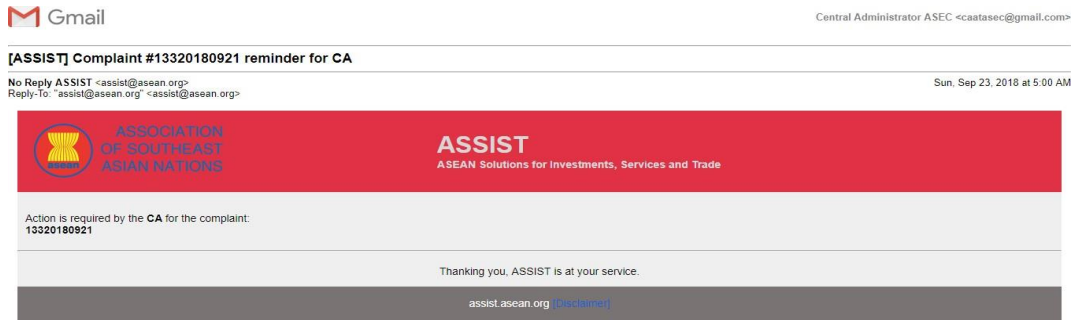 Gmail
Central Administrator ASEC <caatasec@gmail.com>
[ASSIST] Complaint #13320180921 reminder for CA
No Reply ASSIST <assist@asean.org>
Sun, Sep 23, 2018 at 5:00 AM
Reply-To: "assist@asean.org" <assist@asean.org>
ASSOCIATION
OF SOUTHEAST
ASIAN NATIONS
asean
ASSIST
ASEAN Solutions for Investments, Services and Trade
Action is required by the CA for the complaint:
13320180921
Thanking you, ASSIST is at your service.
assist.asean.org [Disclaimer]